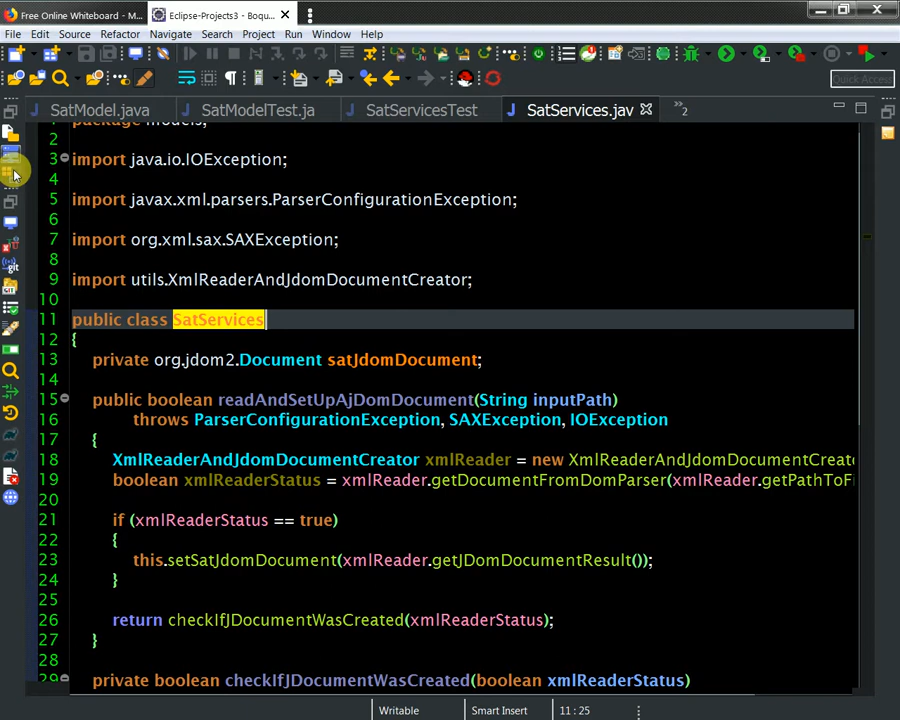 Free Online Whiteboard - M...
Eclipse-Projects3 - Boqu...
File Edit Source Refactor Navigate Search Project Run Window Help
Quick Access
SatModel.java SatModelTest.ja SatServicesTest SatServices.jav »2
package models;
2
3 import java.io.IOException;
4
5 import javax.xml.parsers.ParserConfigurationException;
6
7 import org.xml.sax.SAXException;
8
9 import utils.XmlReaderAndJdomDocumentCreator;
10
11 public class SatServices
12 {
13 private org.jdom2.Document satJdomDocument;
14
15 public boolean readAndSetUpAjDomDocument(String inputPath)
16 throws ParserConfigurationException, SAXException, IOException
17 {
18 XmlReaderAndJdomDocumentCreator xmlReader = new XmlReaderAndJdomDocumentCreato
19 boolean xmlReaderStatus = xmlReader.getDocumentFromDomParser(xmlReader.getPathToFi
20
21 if (xmlReaderStatus == true)
22 {
23 this.setSatJdomDocument(xmlReader.getJDomDocumentResult());
24 }
25
26 return checkIfJDocumentWasCreated(xmlReaderStatus);
27 }
28
29 private boolean checkIfJDocumentWasCreated(boolean xmlReaderStatus)
Writable Smart Insert 11 : 25